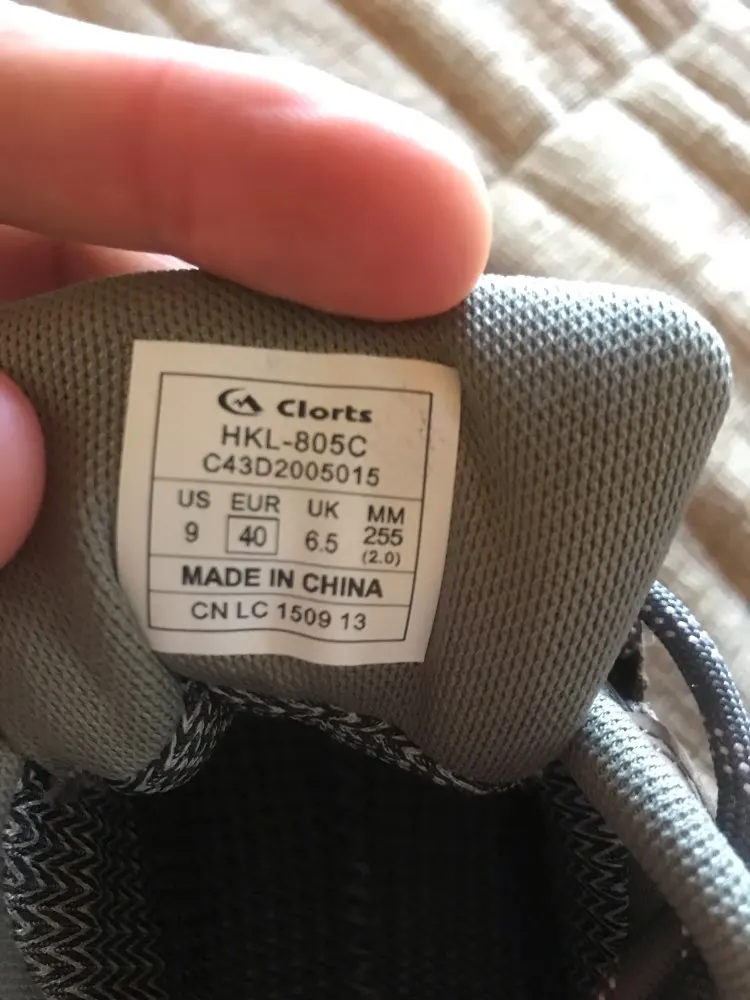 Clorts
HKL-805C
C43D2005015
US EUR UK MM
9 40 6.5 255
(2.0)
MADE IN CHINA
CN LC 1509 13